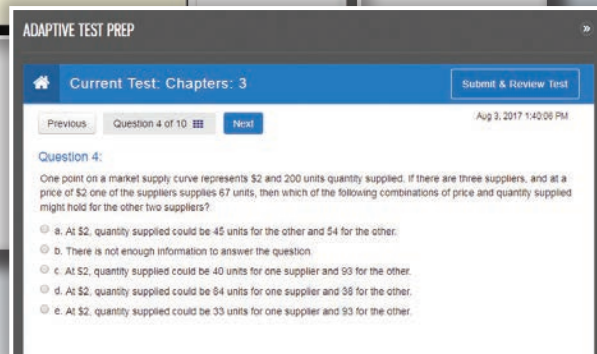 ADAPTIVE TEST PREP
»
Current Test: Chapters: 3
Submit & Review Test
Previous
Question 4 of 10
Next
Aug 3, 2017 1:40:06 PM
Question 4:
One point on a market supply curve represents $2 and 200 units quantity supplied. If there are three suppliers, and at a
price of $2 one of the suppliers supplies 67 units, then which of the following combinations of price and quantity supplied
might hold for the other two suppliers?
a. At $2, quantity supplied could be 45 units for the other and 54 for the other.
b. There is not enough information to answer the question.
c. At $2, quantity supplied could be 40 units for one supplier and 93 for the other.
d. At $2, quantity supplied could be 84 units for one supplier and 38 for the other.
e. At $2, quantity supplied could be 33 units for one supplier and 93 for the other.